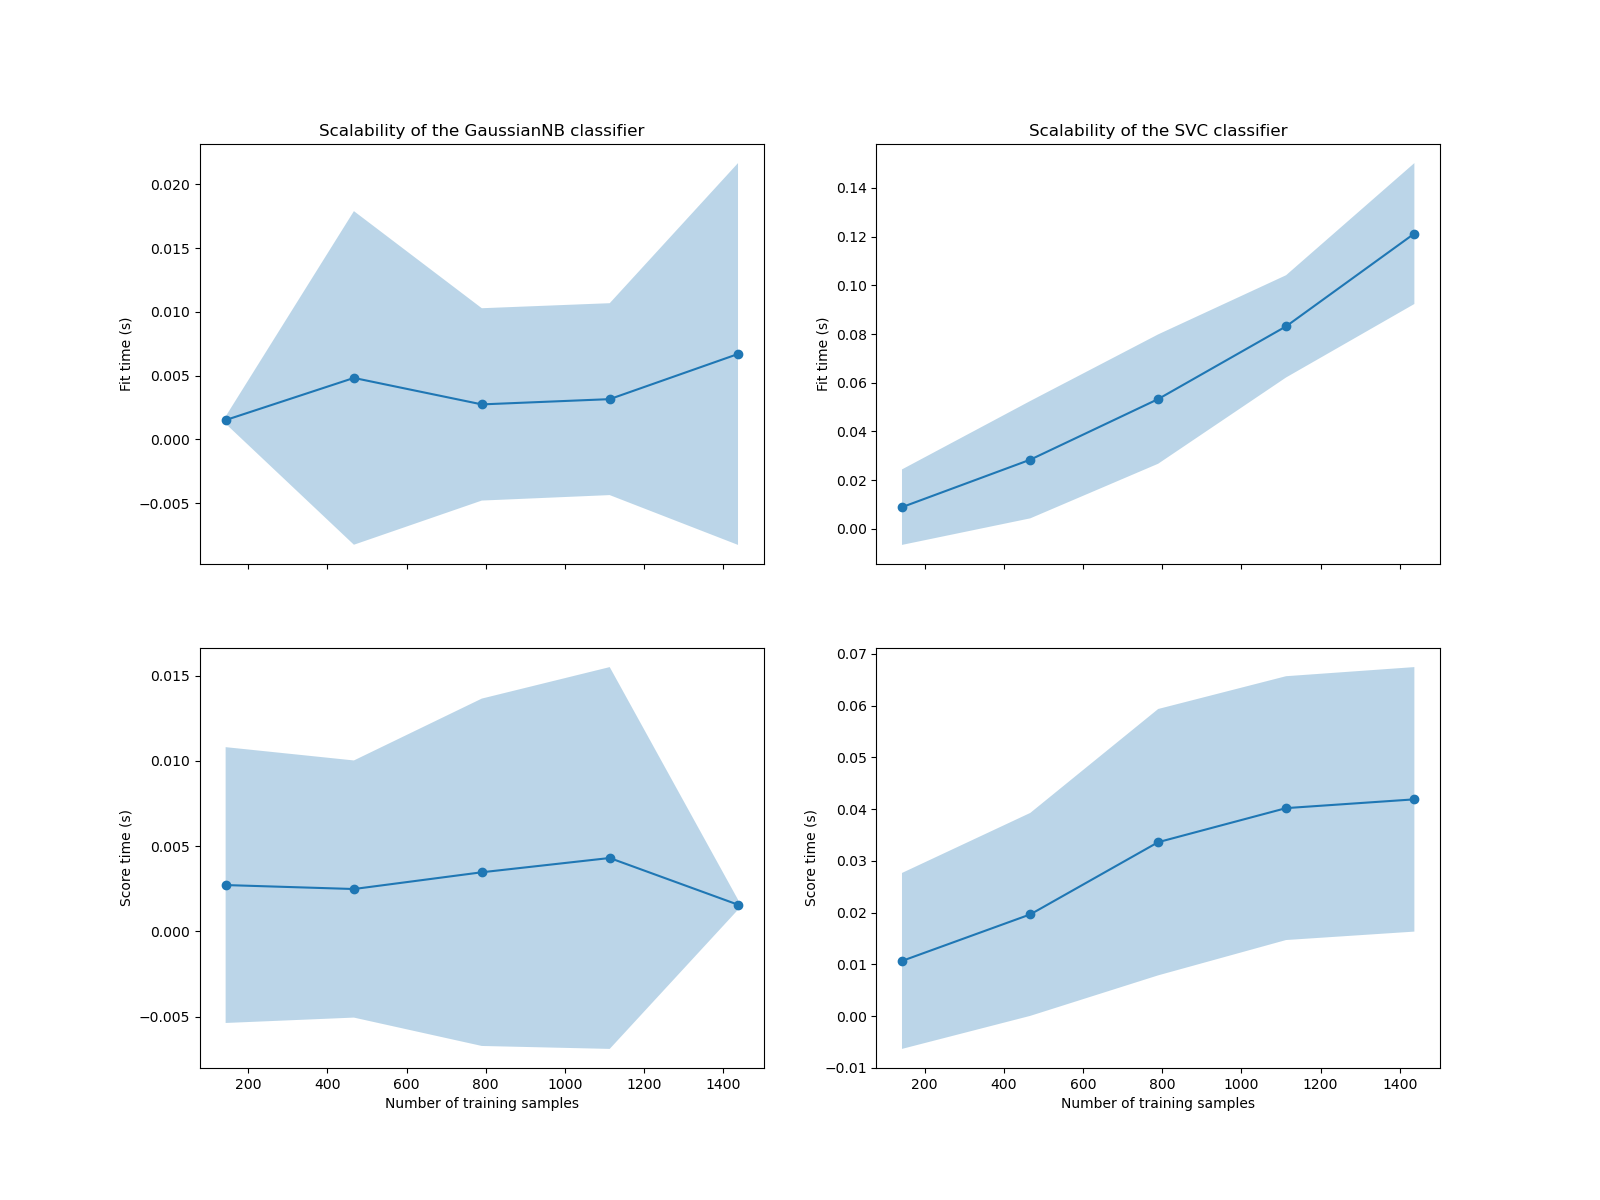 Scalability of the GaussianNB classifier
Fit time (s)
0.020
0.015
0.010
0.005
0.000
−0.005
Scalability of the SVC classifier
Fit time (s)
0.14
0.12
0.10
0.08
0.06
0.04
0.02
0.00
Score time (s)
0.015
0.010
0.005
0.000
−0.005
200 400 600 800 1000 1200 1400
Number of training samples
Score time (s)
0.07
0.06
0.05
0.04
0.03
0.02
0.01
0.00
−0.01
200 400 600 800 1000 1200 1400
Number of training samples